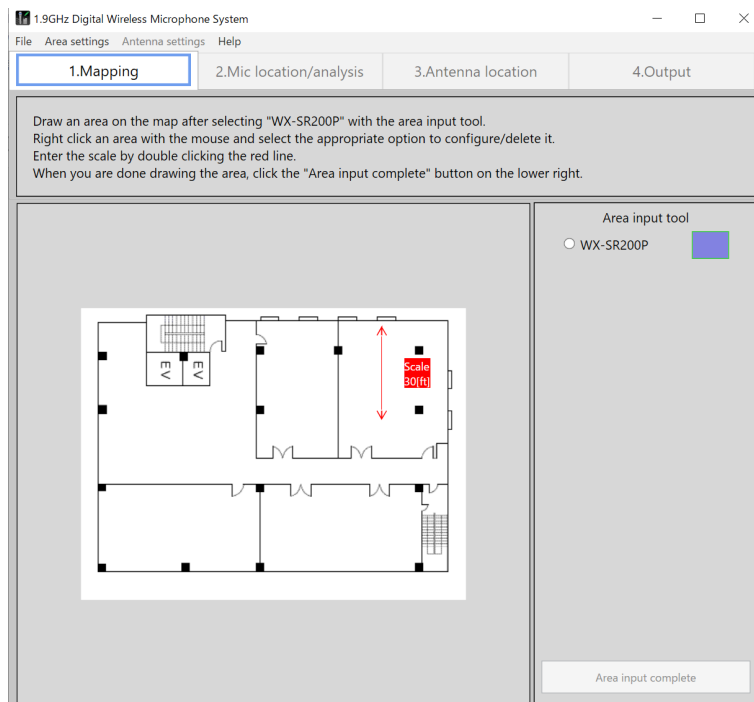 1.9GHz Digital Wireless Microphone System
File Area settings Antenna settings Help
1.Mapping 2.Mic location/analysis 3.Antenna location 4.Output
Draw an area on the map after selecting "WX-SR200P" with the area input tool.
Right click an area with the mouse and select the appropriate option to configure/delete it.
Enter the scale by double clicking the red line.
When you are done drawing the area, click the "Area input complete" button on the lower right.
Area input tool
WX-SR200P
Scale
30[ft]
EV EV
Area input complete